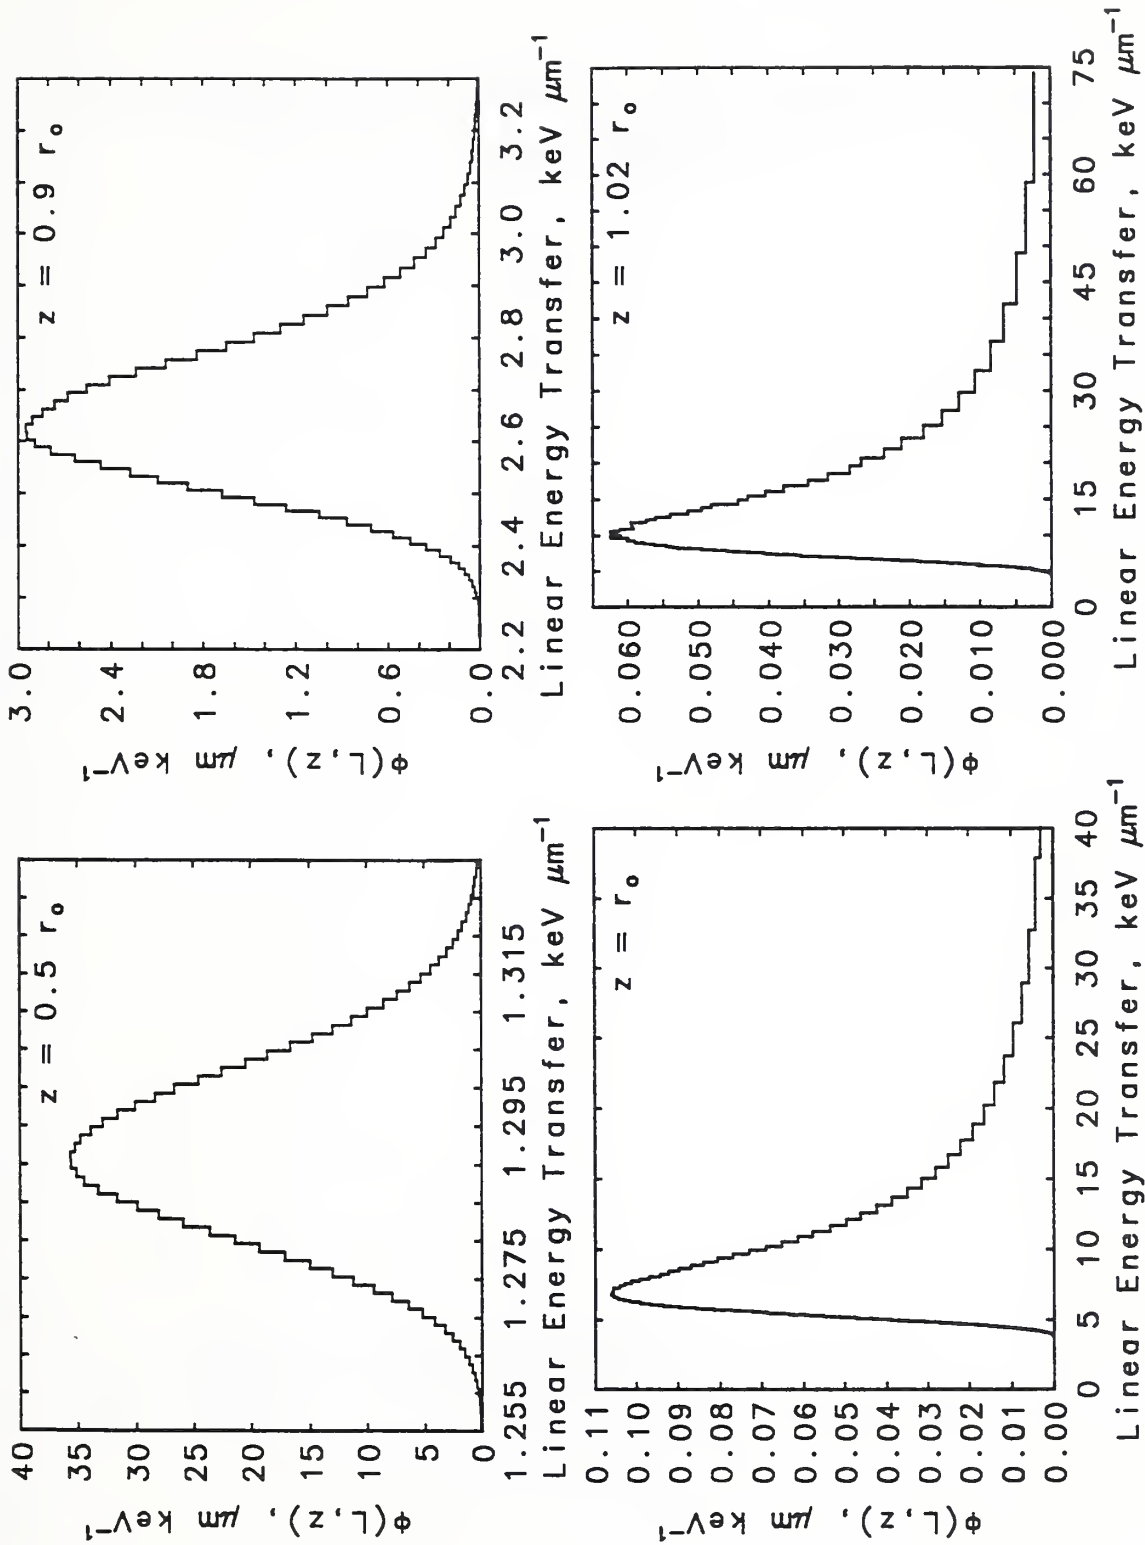 z = 0.5 r₀
40
35
30
25
20
15
10
5
0
Φ(L,z), μm keV⁻¹
1.255 1.275 1.295 1.315
Linear Energy Transfer, keV μm⁻¹
z = 0.9 r₀
3.0
2.4
1.8
1.2
0.6
0.0
Φ(L,z), μm keV⁻¹
2.2 2.4 2.6 2.8 3.0 3.2
Linear Energy Transfer, keV μm⁻¹
z = r₀
0.11
0.10
0.09
0.08
0.07
0.06
0.05
0.04
0.03
0.02
0.01
0.00
Φ(L,z), μm keV⁻¹
0 5 10 15 20 25 30 35 40
Linear Energy Transfer, keV μm⁻¹
z = 1.02 r₀
0.060
0.050
0.040
0.030
0.020
0.010
0.000
Φ(L,z), μm keV⁻¹
0 15 30 45 60 75
Linear Energy Transfer, keV μm⁻¹